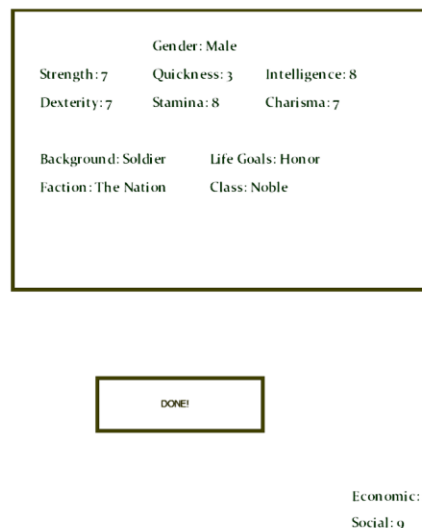 Gender: Male
Strength: 7 Quickness: 3 Intelligence: 8
Dexterity: 7 Stamina: 8 Charisma: 7
Background: Soldier Life Goals: Honor
Faction: The Nation Class: Noble
DONE!
Economic:
Social: 9